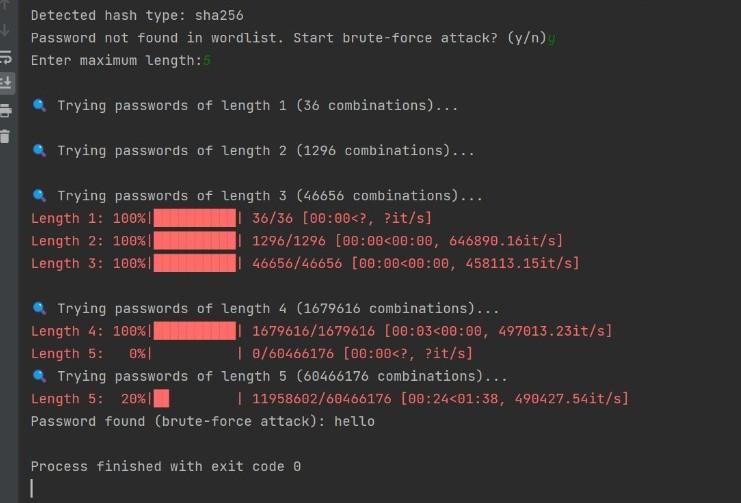 Detected hash type: sha256
Password not found in wordlist. Start brute-force attack? (y/n)y
Enter maximum length:5
🔍 Trying passwords of length 1 (36 combinations)...
🔍 Trying passwords of length 2 (1296 combinations)...
🔍 Trying passwords of length 3 (46656 combinations)...
Length 1: 100%|██████████| 36/36 [00:00<?, ?it/s]
Length 2: 100%|██████████| 1296/1296 [00:00<00:00, 646890.16it/s]
Length 3: 100%|██████████| 46656/46656 [00:00<00:00, 458113.15it/s]
🔍 Trying passwords of length 4 (1679616 combinations)...
Length 4: 100%|██████████| 1679616/1679616 [00:03<00:00, 497013.23it/s]
Length 5:   0%|          | 0/60466176 [00:00<?, ?it/s]
🔍 Trying passwords of length 5 (60466176 combinations)...
Length 5:  20%|██        | 11958602/60466176 [00:24<01:38, 490427.54it/s]
Password found (brute-force attack): hello
Process finished with exit code 0